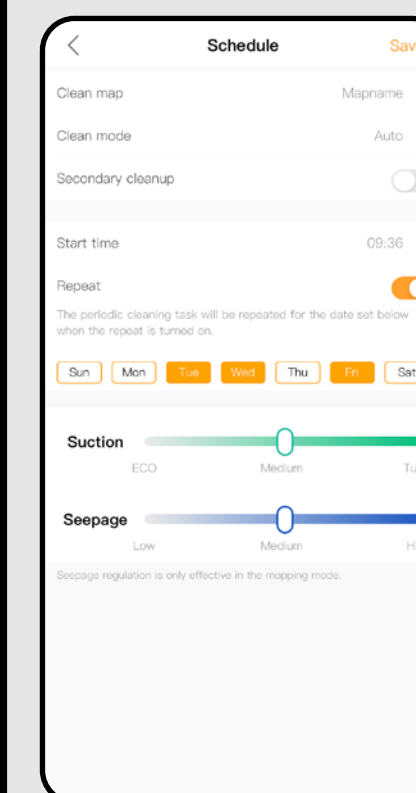 Schedule Sav
Clean map Mapname
Clean mode Auto
Secondary cleanup
Start time 09:36
Repeat
The periodic cleaning task will be repeated for the date set below
when the repeat is turned on.
Sun Mon Tue Wed Thu Fri Sat
Suction
ECO Medium Tu
Seepage
Low Medium H
Seepage regulation is only effective in the mopping mode.